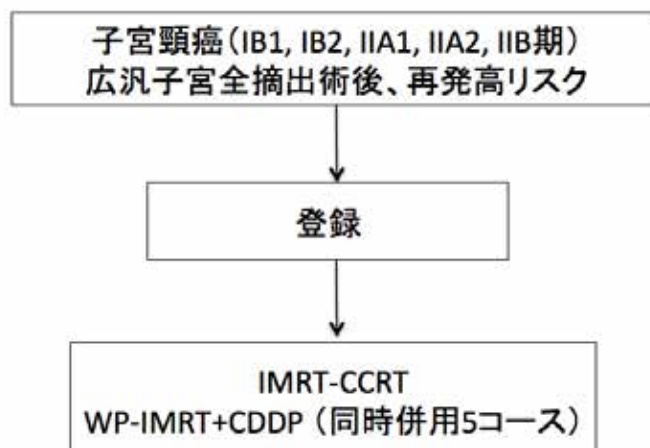 子宮頸癌（IB1, IB2, IIA1, IIA2, IIB期）
広汎子宮全摘出術後、再発高リスク
登録
IMRT-CCRT
WP-IMRT+CDDP（同時併用5コース）